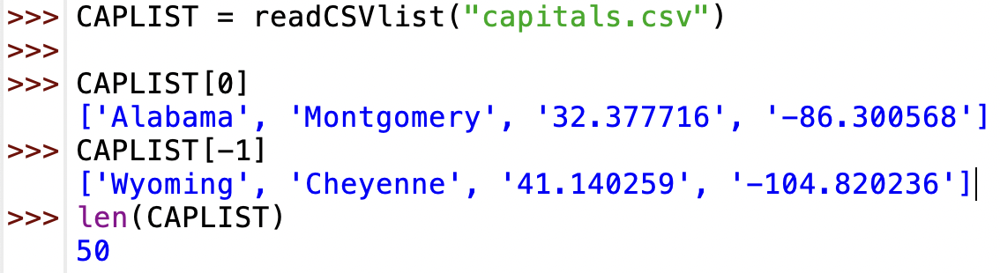 >>> CAPLIST = readCSVlist("capitals.csv")
>>>
>>> CAPLIST[0]
['Alabama', 'Montgomery', '32.377716', '-86.300568']
>>> CAPLIST[-1]
['Wyoming', 'Cheyenne', '41.140259', '-104.820236']
>>> len(CAPLIST)
50